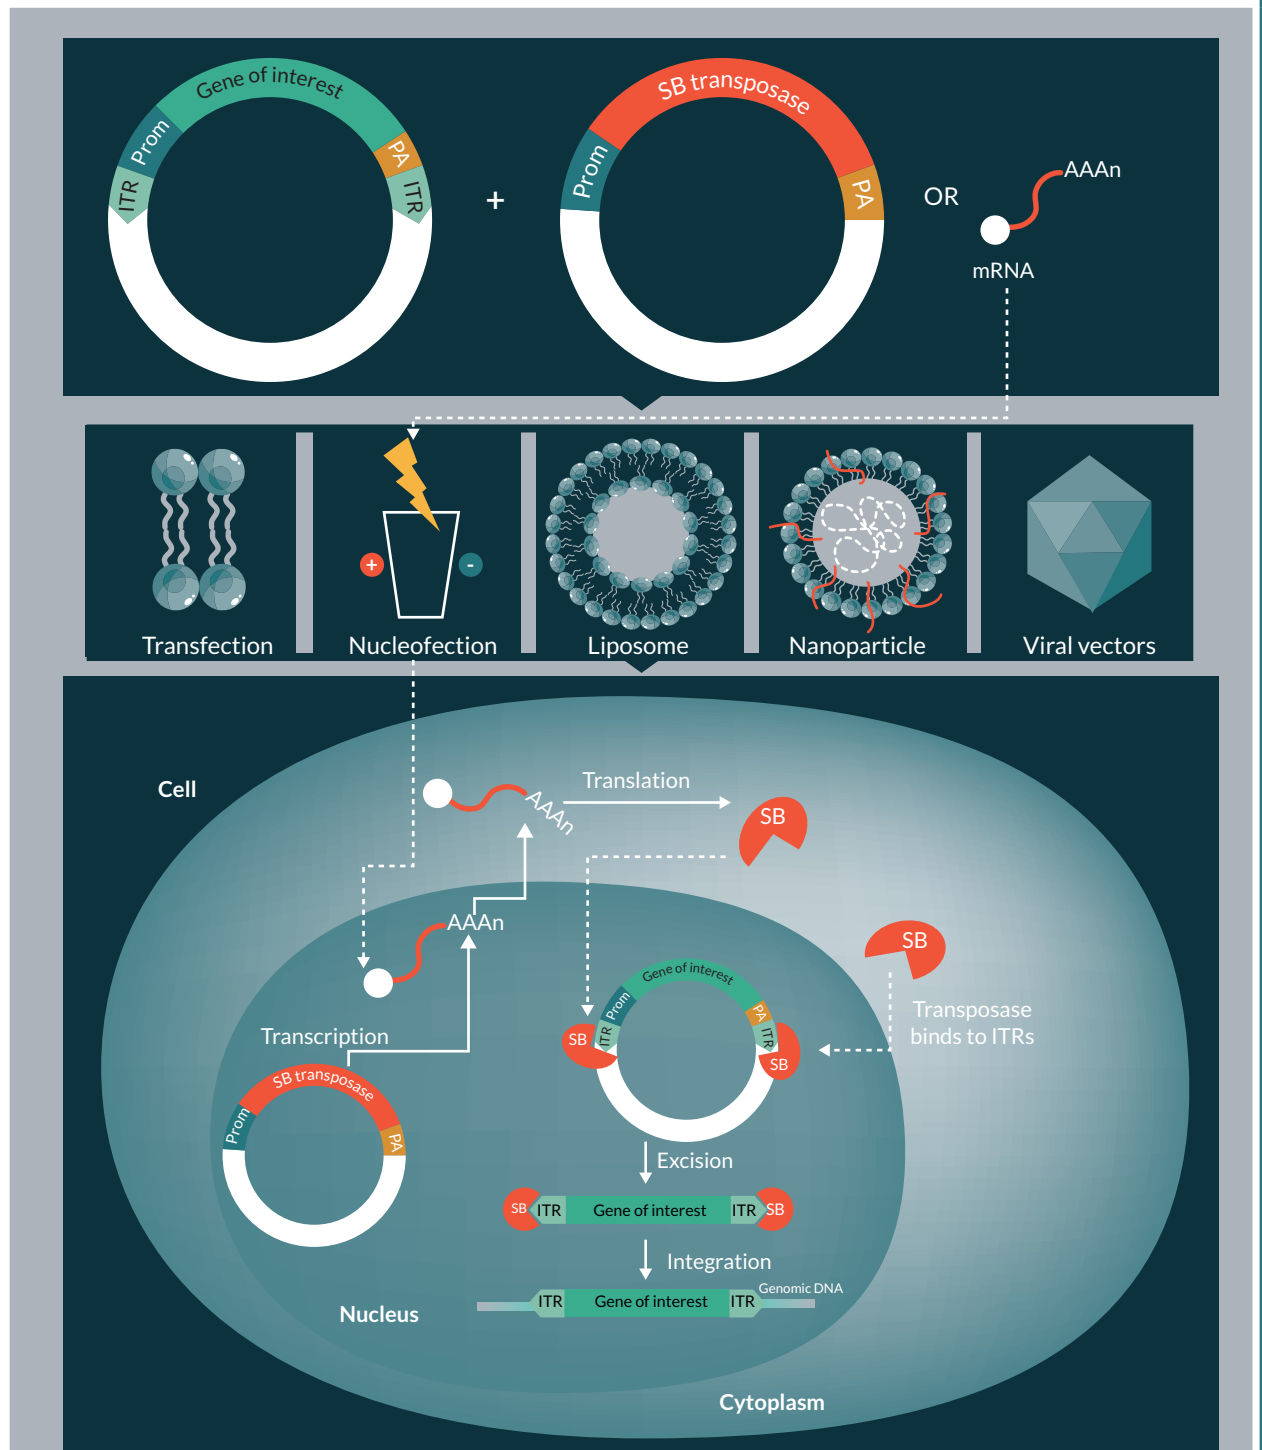 Gene of interest
Prom
PA
ITR
ITR
+
SB transposase
Prom
PA
OR
AAAn
mRNA
+
-
Transfection
Nucleofection
Liposome
Nanoparticle
Viral vectors
Cell
AAAn
Translation
SB
AAAn
SB
Transposase
binds to ITRs
Transcription
Gene of interest
Prom
PA
ITR
ITR
SB
SB
SB transposase
Prom
PA
Excision
SB
ITR
Gene of interest
ITR
SB
Integration
Genomic DNA
ITR
Gene of interest
ITR
Nucleus
Cytoplasm